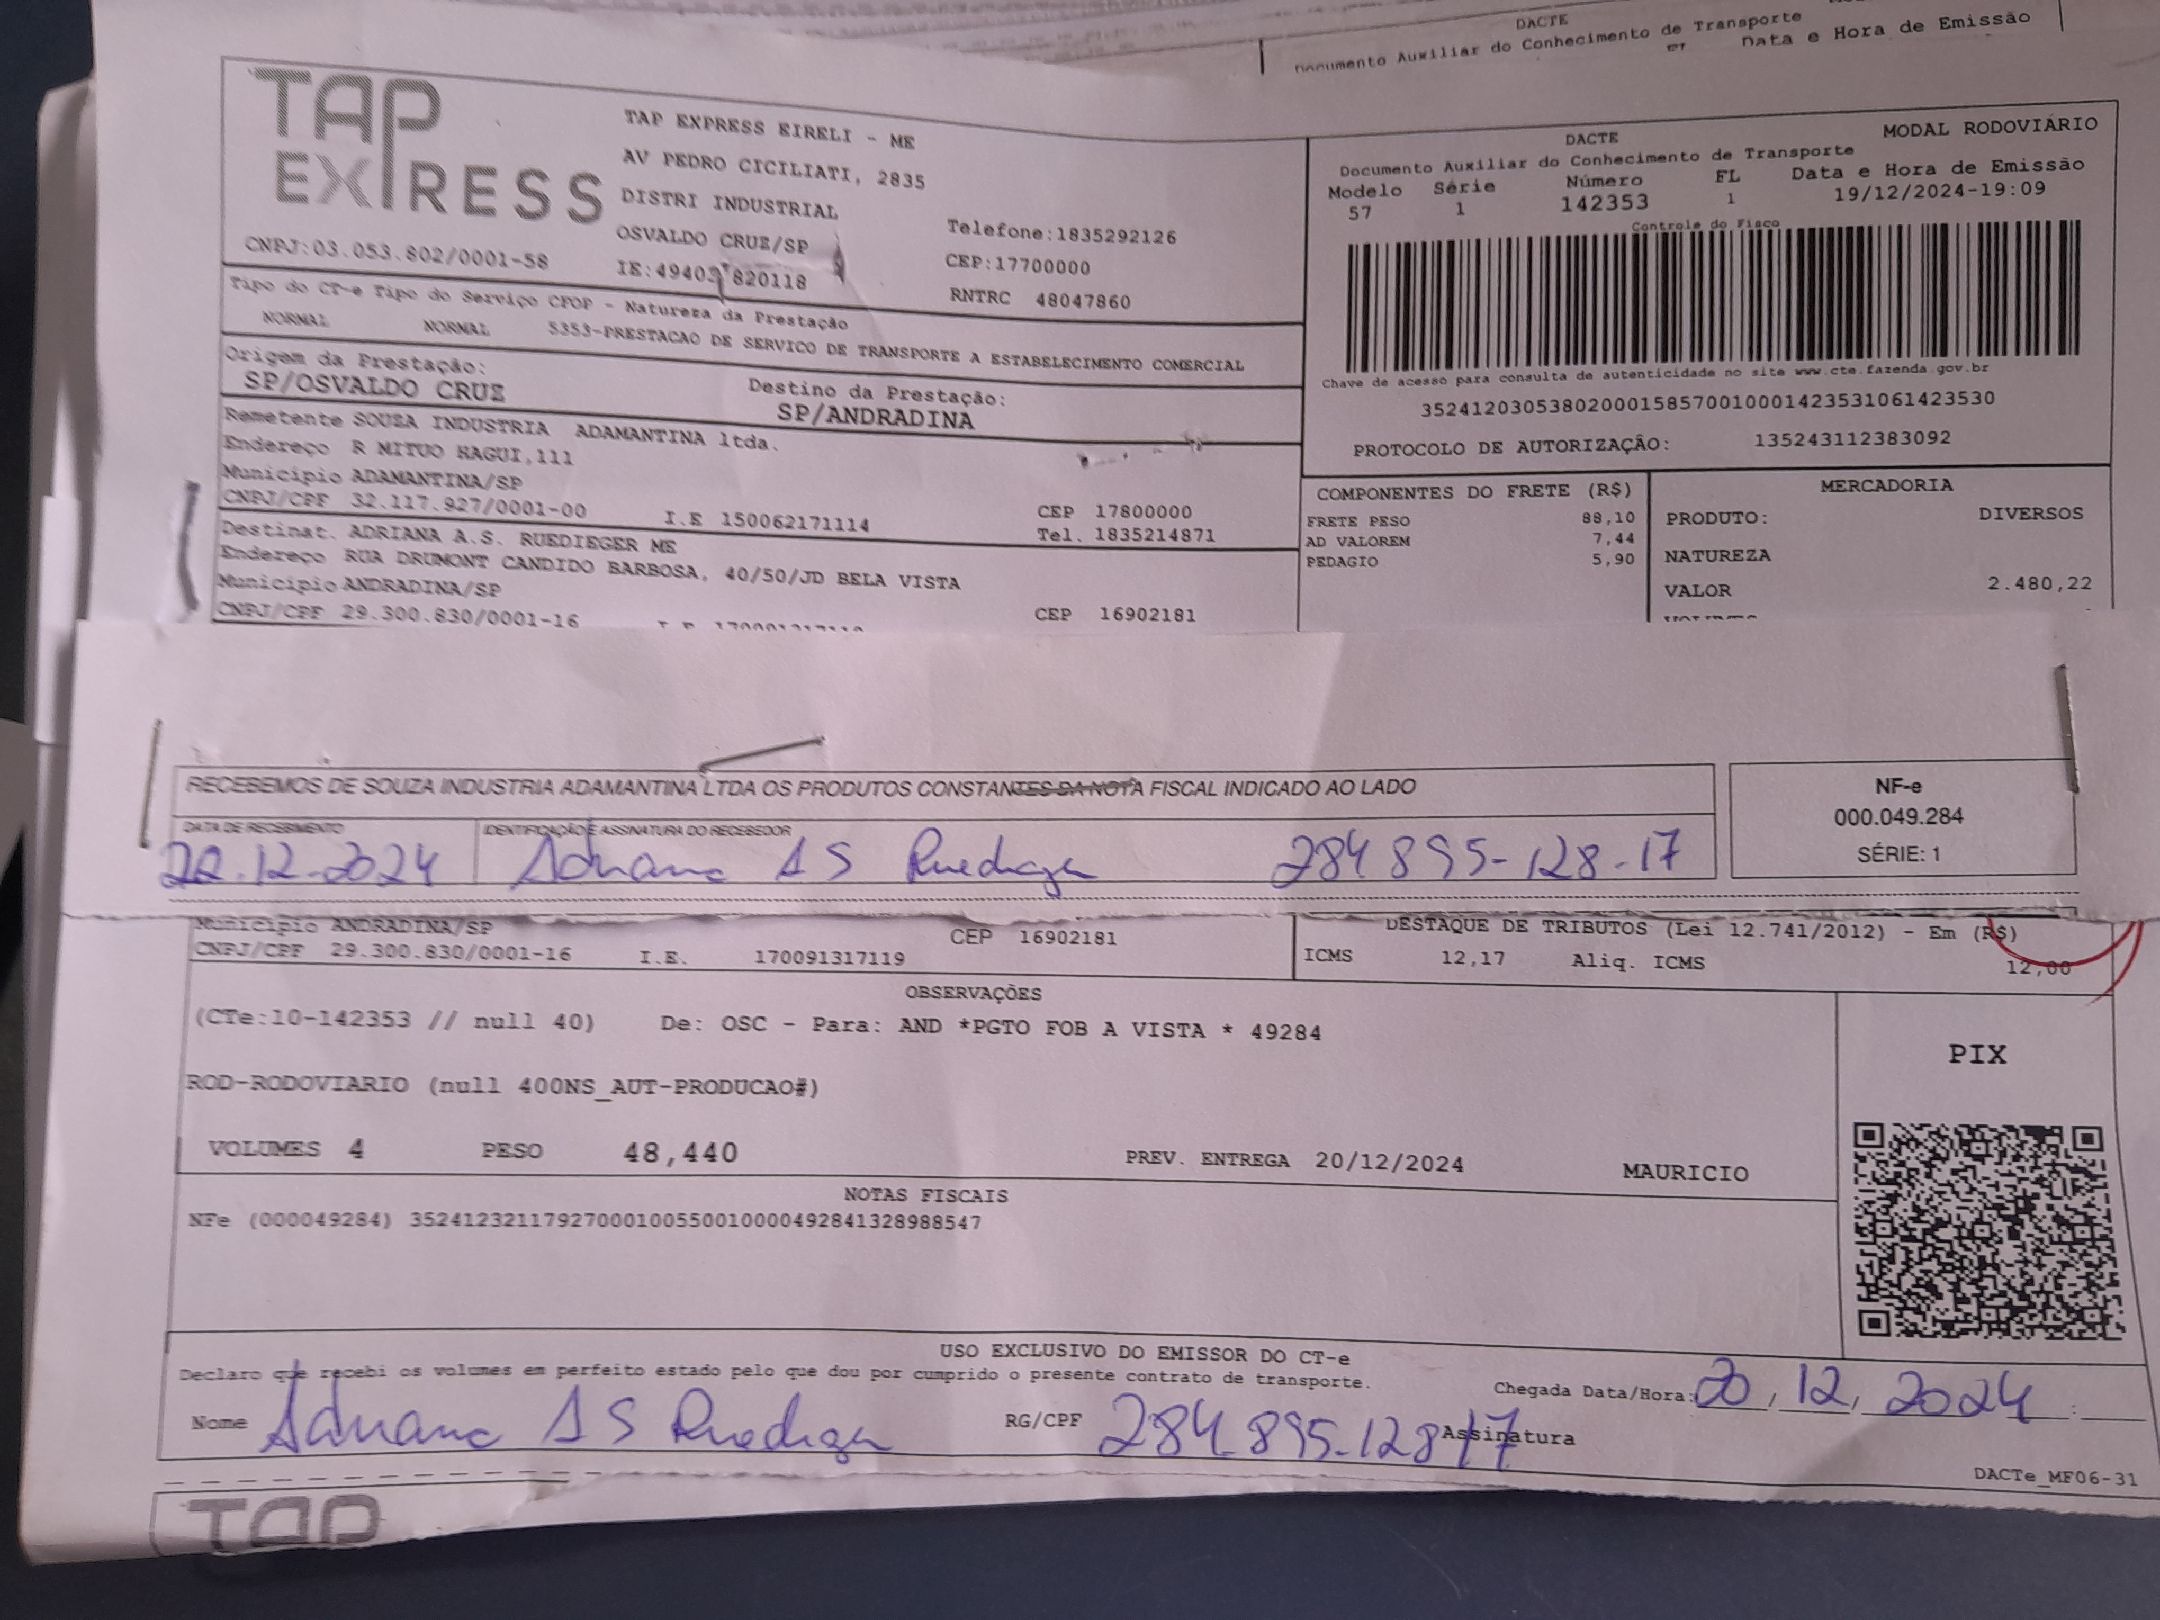 DACTE
Documento Auxiliar do Conhecimento de Transporte
Data e Hora de Emissão
TAP EXPRESS
TAP EXPRESS EIRELI - ME
AV PEDRO CICILIATI, 2835
DISTRI INDUSTRIAL
OSVALDO CRUZ/SP
Telefone:1835292126
CNPJ:03.053.802/0001-58
CEP:17700000
RNTRC 48047860
DACTE MODAL RODOVIÁRIO
Documento Auxiliar do Conhecimento de Transporte
Modelo Série Número FL Data e Hora de Emissão
57 1 142353 1 19/12/2024-19:09
Controle do Fisco
Chave de acesso para consulta de autenticidade no site www.cte.fazenda.gov.br
35241203053802000158570010001423531061423530
PROTOCOLO DE AUTORIZAÇÃO: 135243112383092
Tipo do CT-e Tipo do Serviço CFOP - Natureza da Prestação
NORMAL NORMAL 5353-PRESTACAO DE SERVICO DE TRANSPORTE A ESTABELECIMENTO COMERCIAL
Origem da Prestação: Destino da Prestação:
SP/OSVALDO CRUZ SP/ANDRADINA
Remetente SOUZA INDUSTRIA ADAMANTINA ltda.
Endereço R MITUO HAGUI,111
Município ADAMANTINA/SP CEP 17800000
CNPJ/CPF 32.117.927/0001-00 I.E 150062171114 Tel. 1835214871
Destinat. ADRIANA A.S. RUEDIEGER ME
Endereço RUA DRUMONT CANDIDO BARBOSA, 40/50/JD BELA VISTA
Município ANDRADINA/SP CEP 16902181
CNPJ/CPF 29.300.830/0001-16
COMPONENTES DO FRETE (R$)
FRETE PESO 88,10
AD VALOREM 7,44
PEDAGIO 5,90
MERCADORIA
PRODUTO: DIVERSOS
NATUREZA
VALOR 2.480,22
RECEBEMOS DE SOUZA INDUSTRIA ADAMANTINA LTDA OS PRODUTOS CONSTANTES DA NOTA FISCAL INDICADO AO LADO
DATA DE RECEBIMENTO IDENTIFICAÇÃO E ASSINATURA DO RECEBEDOR
Adriana A S Ruedieger 284 895-128-17
NF-e
000.049.284
SÉRIE: 1
Município ANDRADINA/SP CEP 16902181
CNPJ/CPF 29.300.830/0001-16 I.E. 170091317119
DESTAQUE DE TRIBUTOS (Lei 12.741/2012) - Em (R$)
ICMS 12,17 Aliq. ICMS 12,00
OBSERVAÇÕES
(CTe:10-142353 // null 40) De: OSC - Para: AND *PGTO FOB A VISTA * 49284
ROD-RODOVIARIO (null 400NS_AUT-PRODUCAO#)
VOLUMES 4 PESO 48,440 PREV. ENTREGA 20/12/2024 MAURICIO
PIX
NOTAS FISCAIS
NFe (000049284) 35241232117927000100550010000492841328988547
USO EXCLUSIVO DO EMISSOR DO CT-e
Declaro que recebi os volumes em perfeito estado pelo que dou por cumprido o presente contrato de transporte.
Chegada Data/Hora: 20,12,2024 :
Nome Adriana A S Ruedieger RG/CPF 284.895.128/17 Assinatura
DACTe_MF06-31
TAP